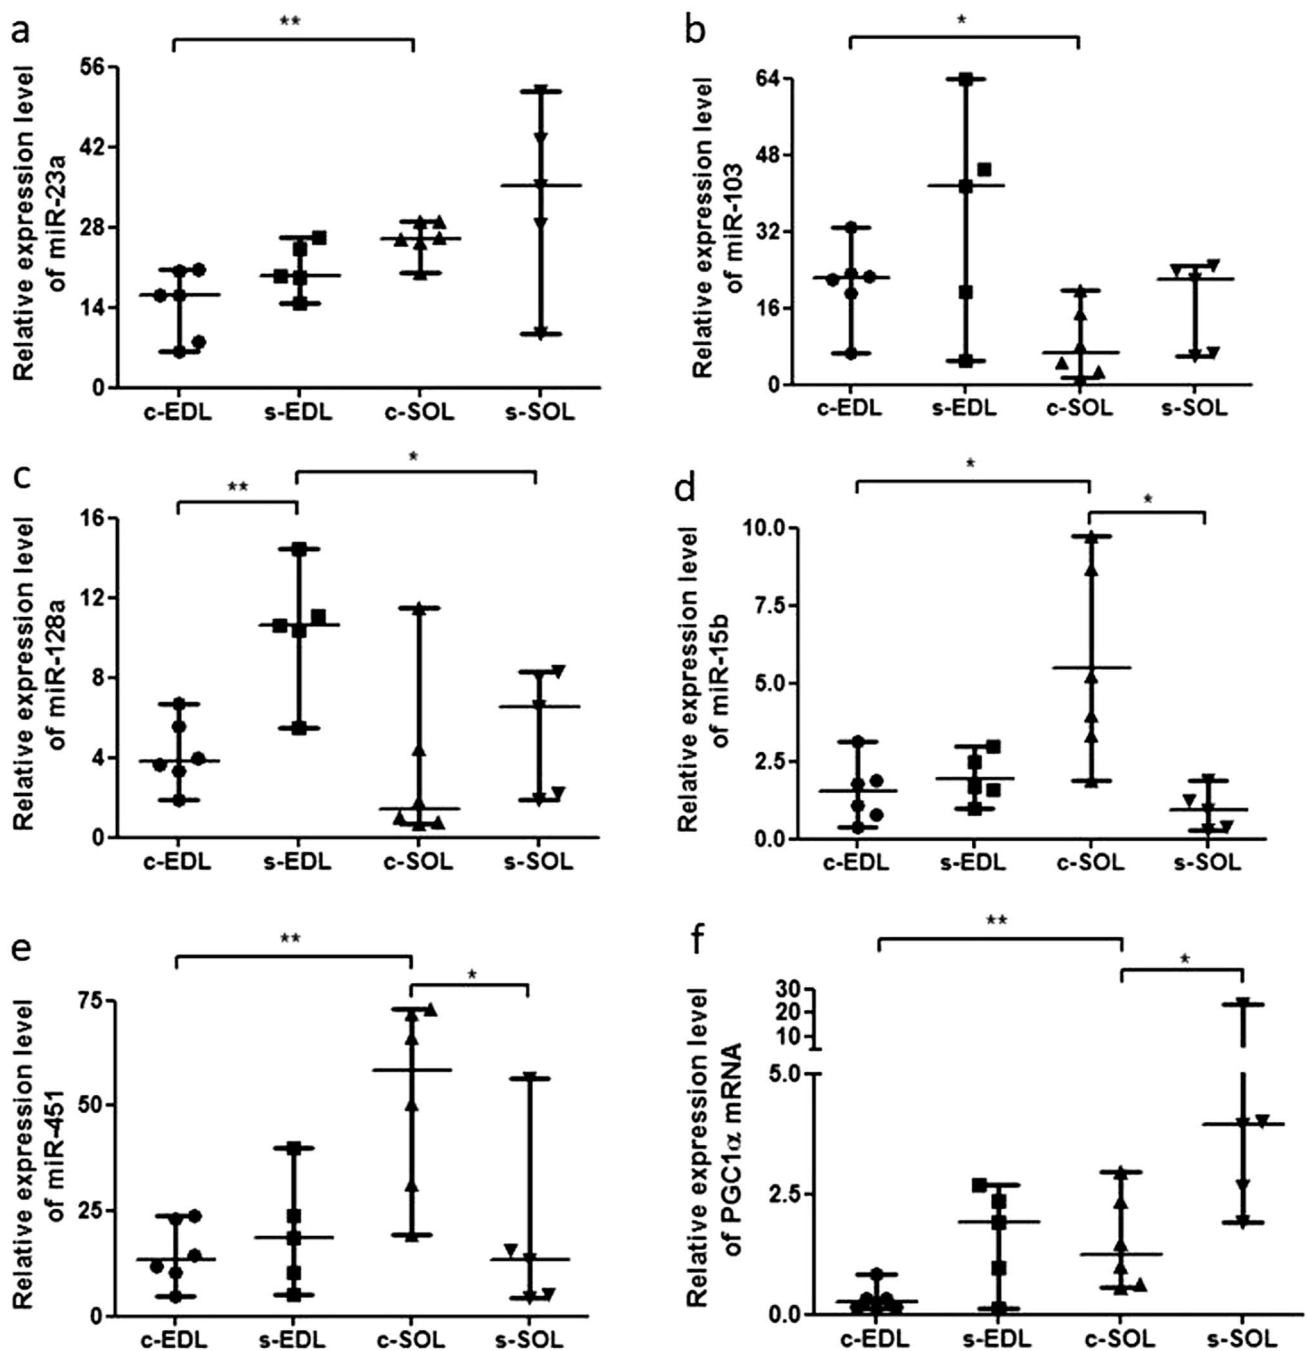 a
**
Relative expression level
of miR-23a
56
42
28
14
0
c-EDL s-EDL c-SOL s-SOL
b
*
Relative expression level
of miR-103
64
48
32
16
0
c-EDL s-EDL c-SOL s-SOL
c
*
**
Relative expression level
of miR-128a
16
12
8
4
0
c-EDL s-EDL c-SOL s-SOL
d
*
*
Relative expression level
of miR-15b
10.0
7.5
5.0
2.5
0.0
c-EDL s-EDL c-SOL s-SOL
e
**
*
Relative expression level
of miR-451
75
50
25
0
c-EDL s-EDL c-SOL s-SOL
f
**
*
Relative expression level
of PGC1α mRNA
30
20
10
5.0
2.5
0.0
c-EDL s-EDL c-SOL s-SOL